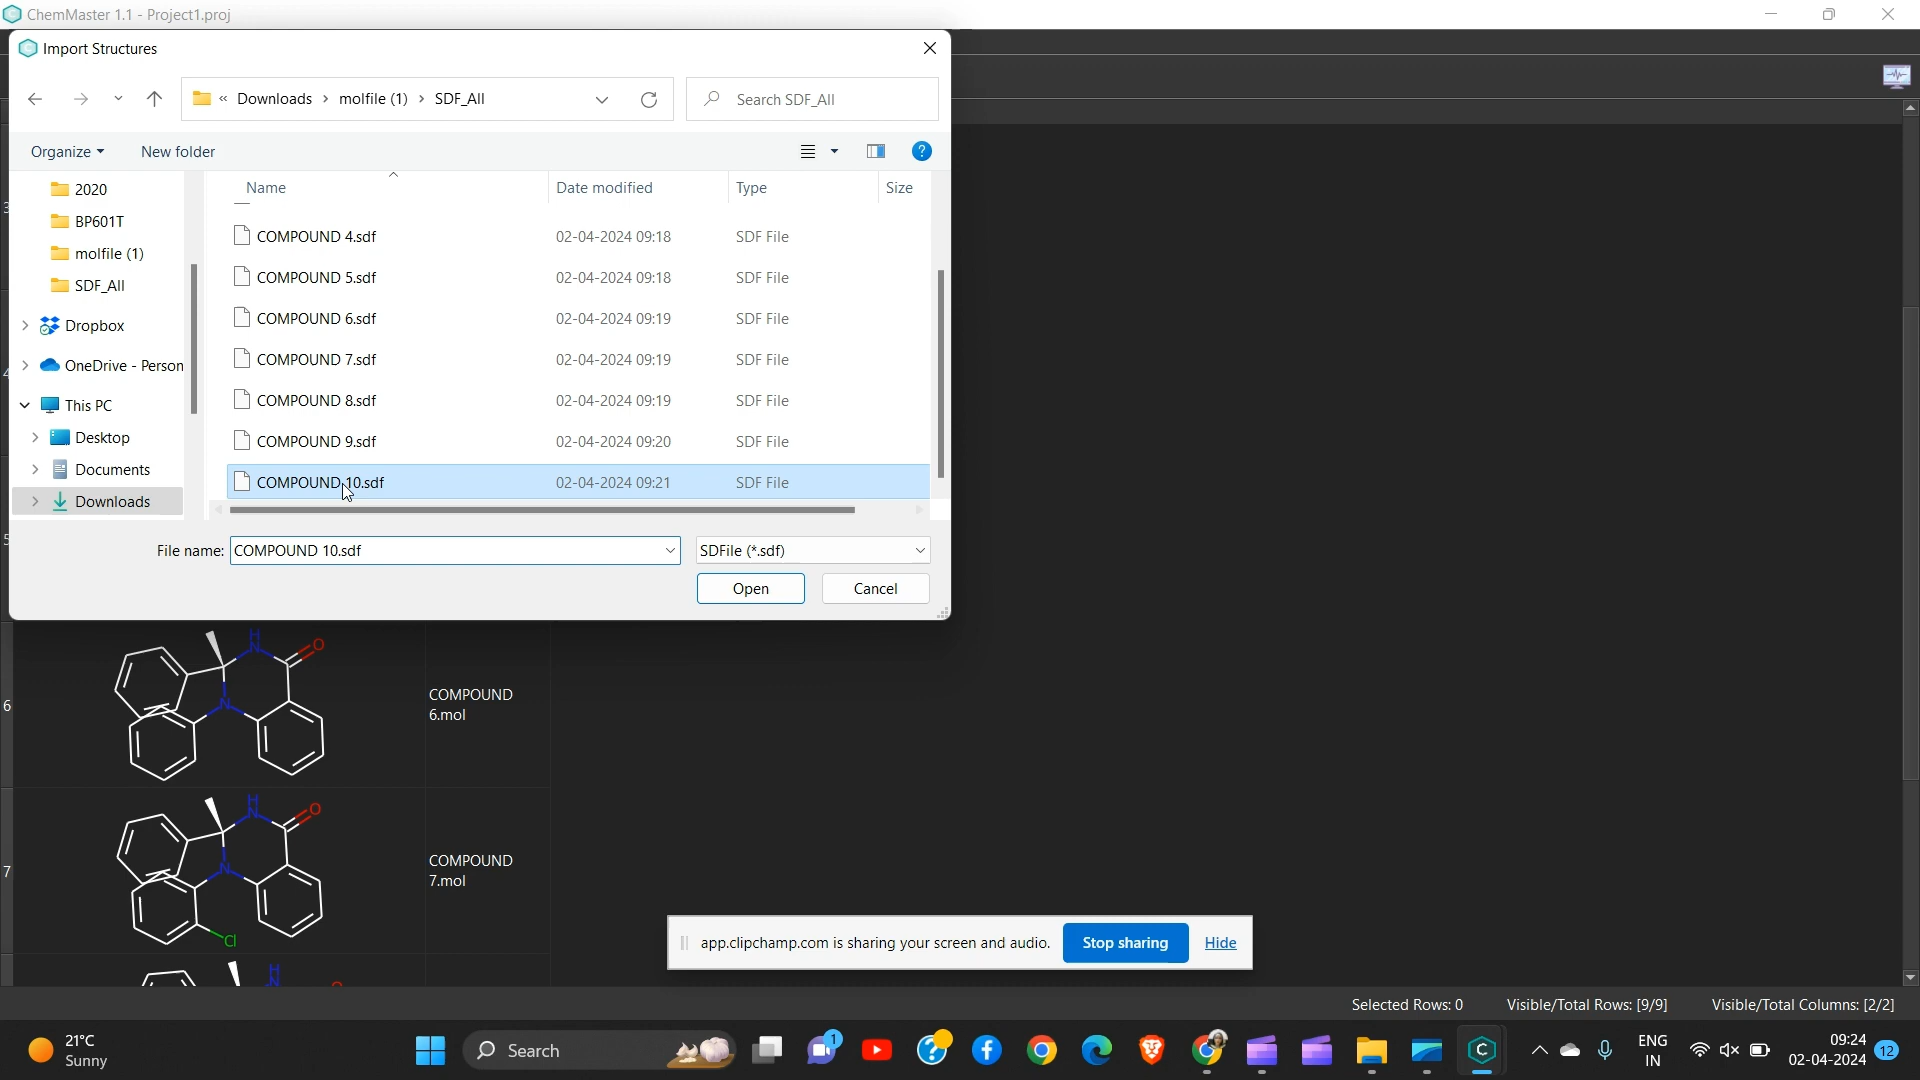 ChemMaster 1.1 - Project1.proj
Import Structures
« Downloads > molfile (1) > SDF_All
Search SDF_All
Organize
New folder
Name Date modified Type Size
2020
BP601T
molfile (1)
SDF_All
Dropbox
OneDrive - Person
This PC
Desktop
Documents
Downloads
COMPOUND 4.sdf 02-04-2024 09:18 SDF File
COMPOUND 5.sdf 02-04-2024 09:18 SDF File
COMPOUND 6.sdf 02-04-2024 09:19 SDF File
COMPOUND 7.sdf 02-04-2024 09:19 SDF File
COMPOUND 8.sdf 02-04-2024 09:19 SDF File
COMPOUND 9.sdf 02-04-2024 09:20 SDF File
COMPOUND 10.sdf 02-04-2024 09:21 SDF File
File name: COMPOUND 10.sdf
SDFile (*.sdf)
Open
Cancel
3
4
5
6
H
N
O
N
COMPOUND
6.mol
7
H
N
O
N
Cl
COMPOUND
7.mol
H
N
O
app.clipchamp.com is sharing your screen and audio. Stop sharing Hide
Selected Rows: 0 Visible/Total Rows: [9/9] Visible/Total Columns: [2/2]
21°C
Sunny
Search
1
ENG
IN
09:24
02-04-2024
12